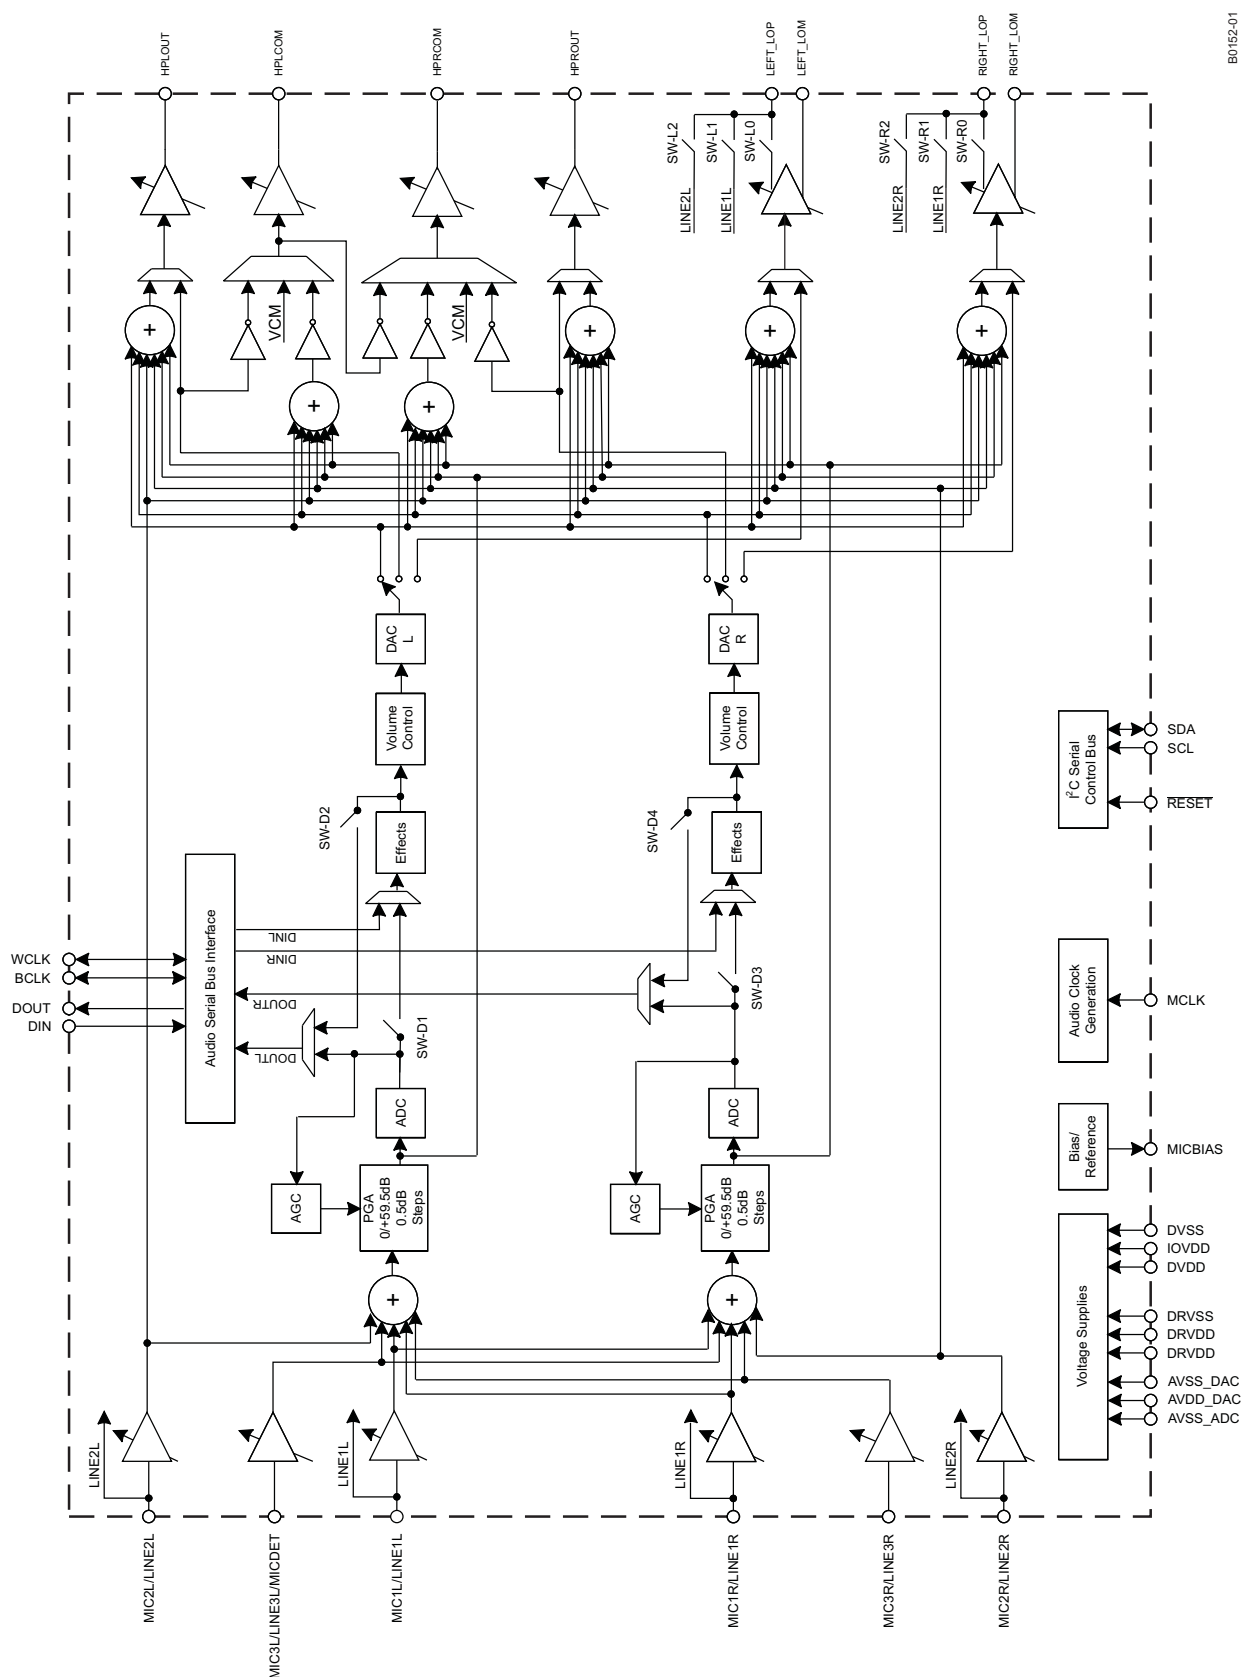 B0152-01
HPLOUT
HPLCOM
HPRCOM
HPROUT
LEFT_LOP
LEFT_LOM
RIGHT_LOP
RIGHT_LOM
SW-L2
SW-L1
SW-L0
LINE2L
LINE1L
SW-R2
SW-R1
SW-R0
LINE2R
LINE1R
VCM
VCM
+
+
+
+
+
+
DAC
L
DAC
R
Volume
Control
Volume
Control
SW-D2
SW-D4
Effects
Effects
I2C Serial
Control Bus
SDA
SCL
RESET
Audio Serial Bus Interface
WCLK
BCLK
DOUT
DIN
DINL
DINR
DOUTR
DOUTL
SW-D1
SW-D3
Audio Clock
Generation
MCLK
ADC
ADC
AGC
AGC
PGA
0/+59.5dB
0.5dB
Steps
PGA
0/+59.5dB
0.5dB
Steps
Bias/
Reference
MICBIAS
+
+
Voltage Supplies
DVSS
IOVDD
DVDD
DRVSS
DRVDD
DRVDD
AVSS_DAC
AVDD_DAC
AVSS_ADC
LINE2L
LINE1L
LINE1R
LINE2R
MIC2L/LINE2L
MIC3L/LINE3L/MICDET
MIC1L/LINE1L
MIC1R/LINE1R
MIC3R/LINE3R
MIC2R/LINE2R